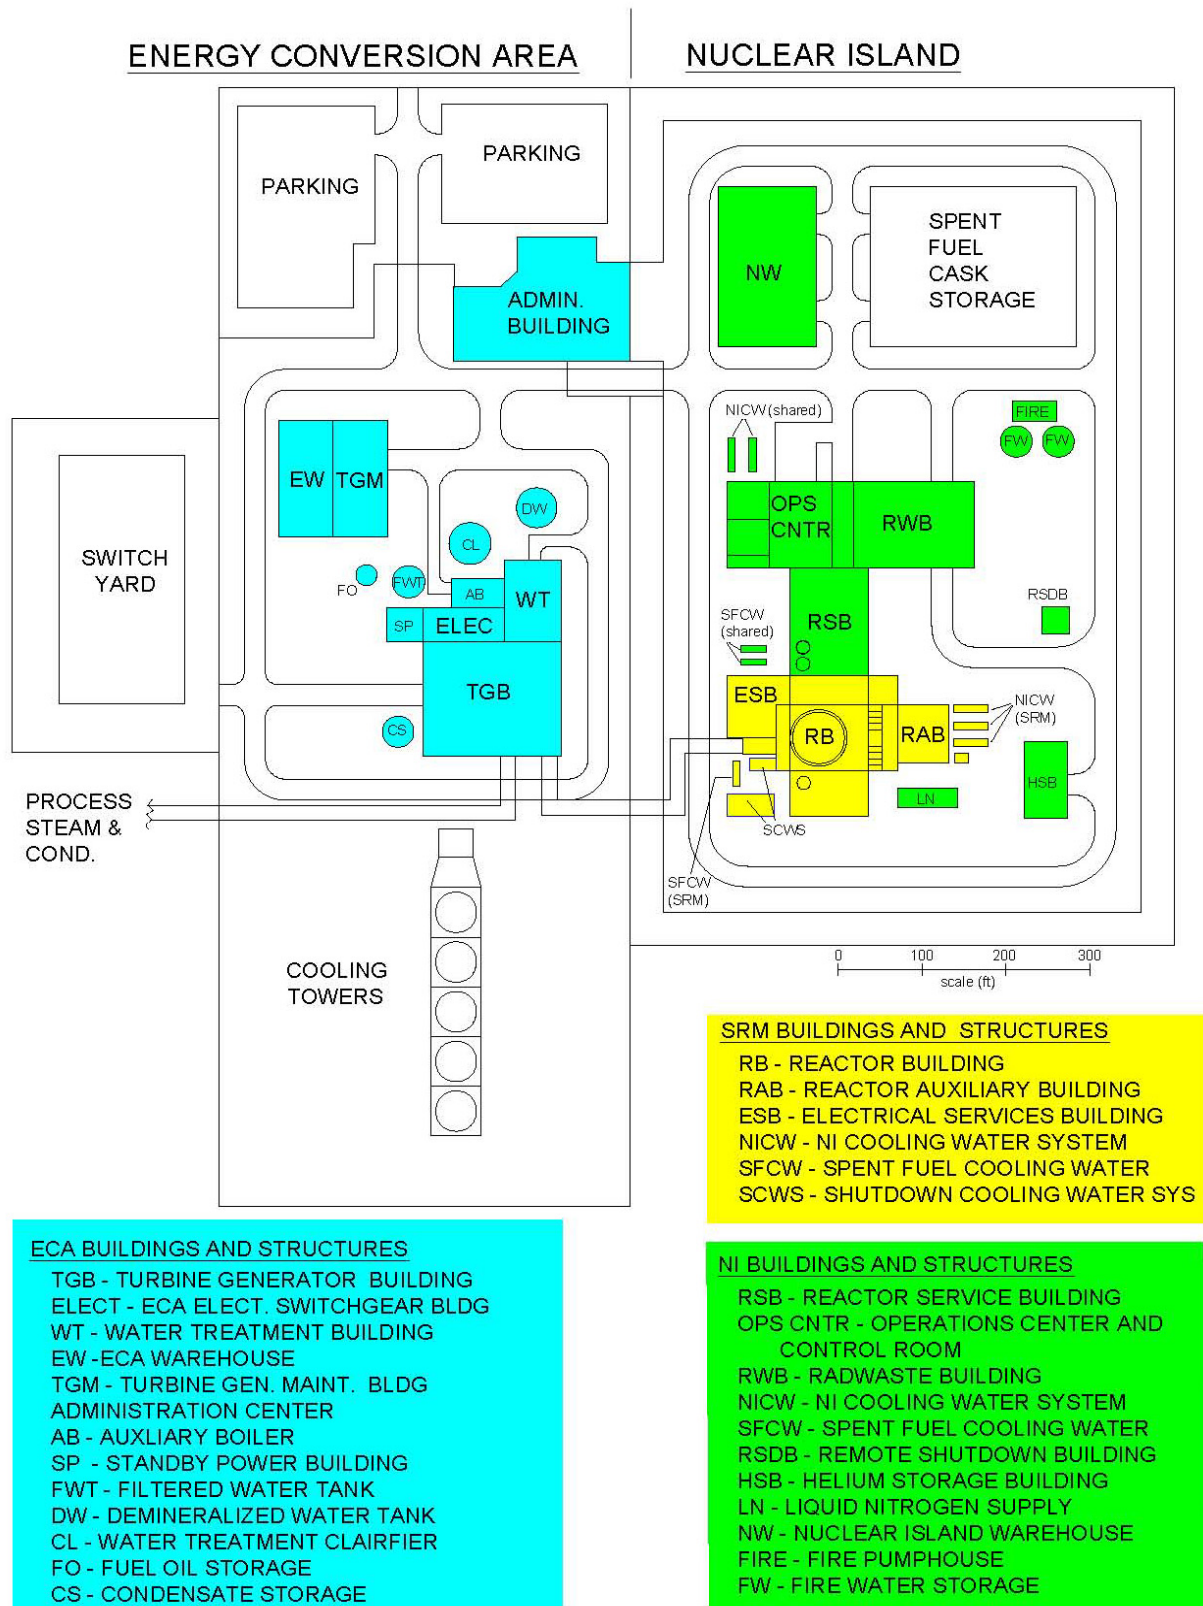 ENERGY CONVERSION AREA
NUCLEAR ISLAND
PARKING
PARKING
ADMIN.
BUILDING
NW
SPENT
FUEL
CASK
STORAGE
NICW(shared)
FIRE
FW
FW
EW
TGM
DW
CL
SWITCH
YARD
FO
FWT
AB
WT
SP
ELEC
TGB
CS
OPS
CNTR
RWB
RSB
RSDB
SFCW
(shared)
ESB
RB
RAB
NICW
(SRM)
HSB
LN
SCWS
SFCW
(SRM)
PROCESS
STEAM &
COND.
COOLING
TOWERS
0 100 200 300
scale (ft)
SRM BUILDINGS AND STRUCTURES
RB - REACTOR BUILDING
RAB - REACTOR AUXILIARY BUILDING
ESB - ELECTRICAL SERVICES BUILDING
NICW - NI COOLING WATER SYSTEM
SFCW - SPENT FUEL COOLING WATER
SCWS - SHUTDOWN COOLING WATER SYS
ECA BUILDINGS AND STRUCTURES
TGB - TURBINE GENERATOR BUILDING
ELECT - ECA ELECT. SWITCHGEAR BLDG
WT - WATER TREATMENT BUILDING
EW -ECA WAREHOUSE
TGM - TURBINE GEN. MAINT. BLDG
ADMINISTRATION CENTER
AB - AUXLIARY BOILER
SP - STANDBY POWER BUILDING
FWT - FILTERED WATER TANK
DW - DEMINERALIZED WATER TANK
CL - WATER TREATMENT CLAIRFIER
FO - FUEL OIL STORAGE
CS - CONDENSATE STORAGE
NI BUILDINGS AND STRUCTURES
RSB - REACTOR SERVICE BUILDING
OPS CNTR - OPERATIONS CENTER AND
CONTROL ROOM
RWB - RADWASTE BUILDING
NICW - NI COOLING WATER SYSTEM
SFCW - SPENT FUEL COOLING WATER
RSDB - REMOTE SHUTDOWN BUILDING
HSB - HELIUM STORAGE BUILDING
LN - LIQUID NITROGEN SUPPLY
NW - NUCLEAR ISLAND WAREHOUSE
FIRE - FIRE PUMPHOUSE
FW - FIRE WATER STORAGE